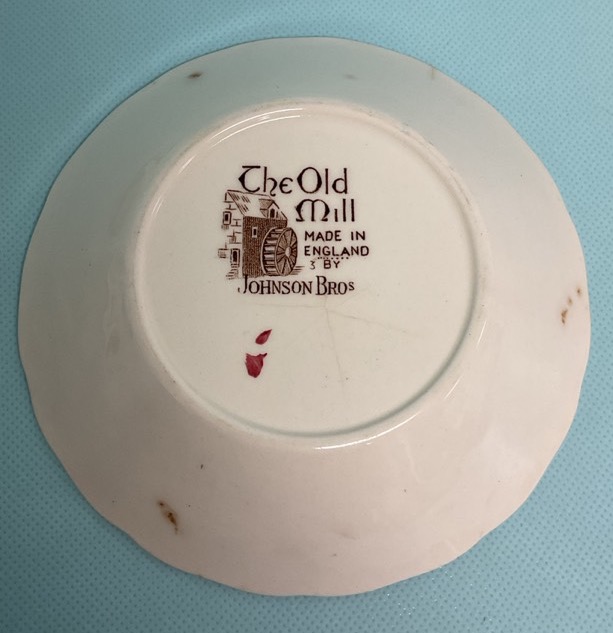 The Old
Mill
MADE IN
ENGLAND
3 BY
JOHNSON BROS